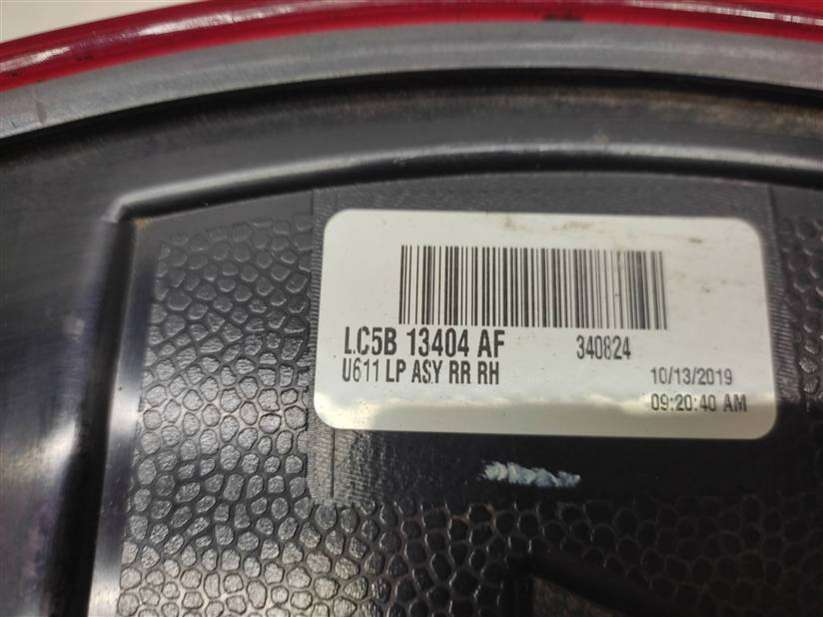 LC5B 13404 AF 340824
U611 LP ASY RR RH 10/13/2019
09:20:40 AM